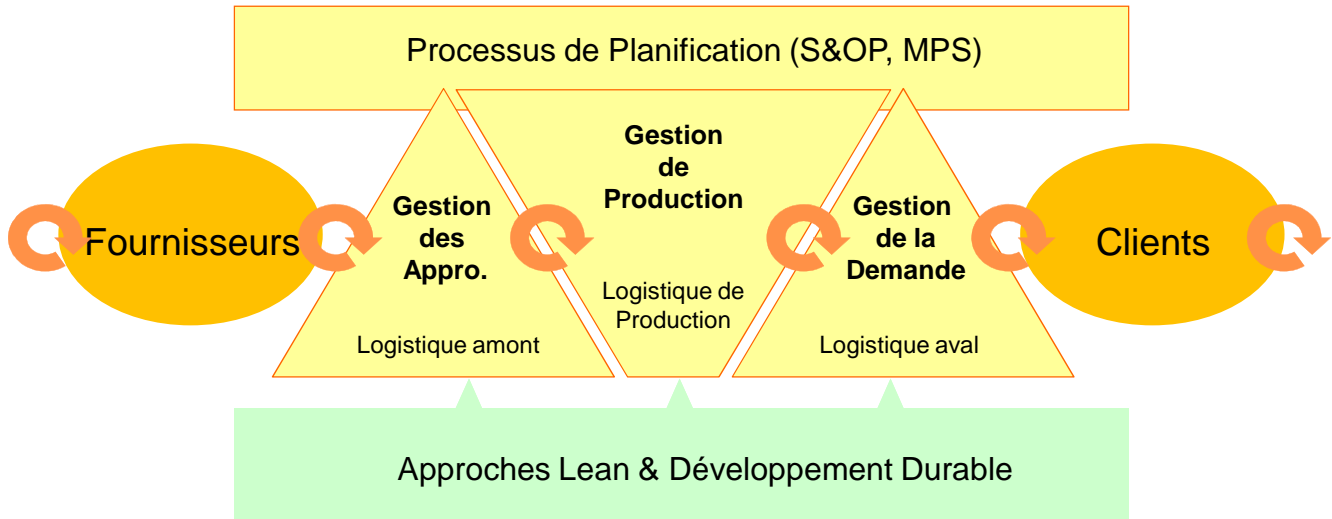 Processus de Planification (S&OP, MPS)
Fournisseurs
Gestion
des
Appro.
Logistique amont
Gestion
de
Production
Logistique de
Production
Gestion
de la
Demande
Logistique aval
Clients
Approches Lean & Développement Durable